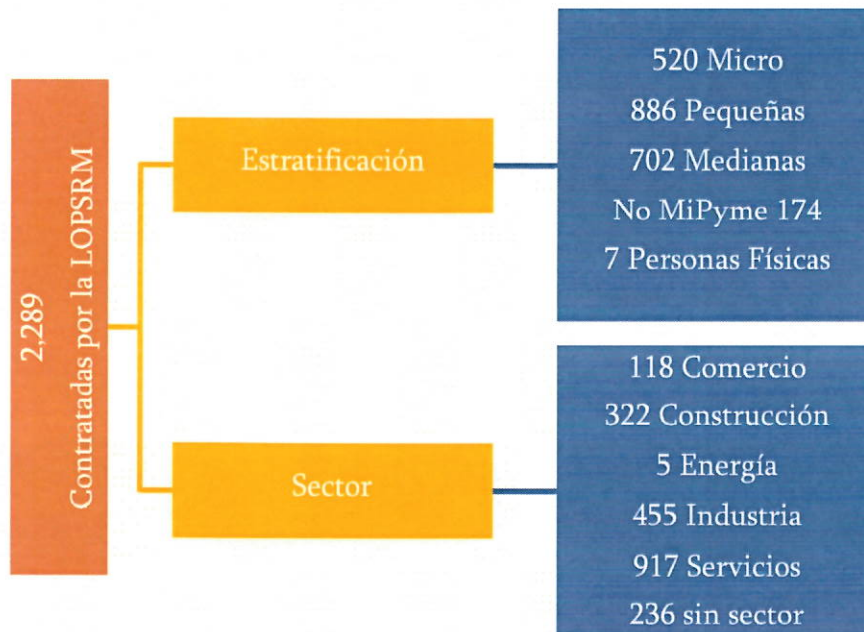 2,289
Contratadas por la LOPSRM
Estratificación
520 Micro
886 Pequeñas
702 Medianas
No MiPyme 174
7 Personas Físicas
Sector
118 Comercio
322 Construcción
5 Energía
455 Industria
917 Servicios
236 sin sector